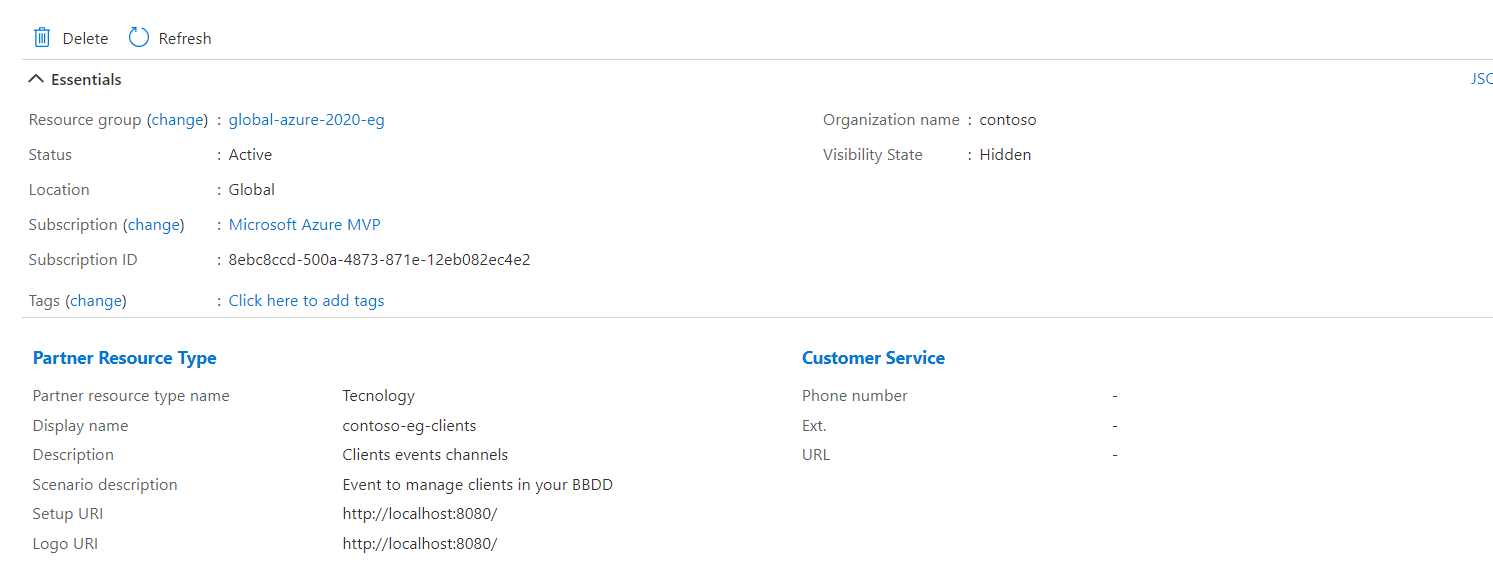 Delete Refresh
Essentials JSO
Resource group (change) : global-azure-2020-eg Organization name : contoso
Status : Active Visibility State : Hidden
Location : Global
Subscription (change) : Microsoft Azure MVP
Subscription ID : 8ebc8ccd-500a-4873-871e-12eb082ec4e2
Tags (change) : Click here to add tags
Partner Resource Type Customer Service
Partner resource type name Tecnology Phone number -
Display name contoso-eg-clients Ext. -
Description Clients events channels URL -
Scenario description Event to manage clients in your BBDD
Setup URI http://localhost:8080/
Logo URI http://localhost:8080/